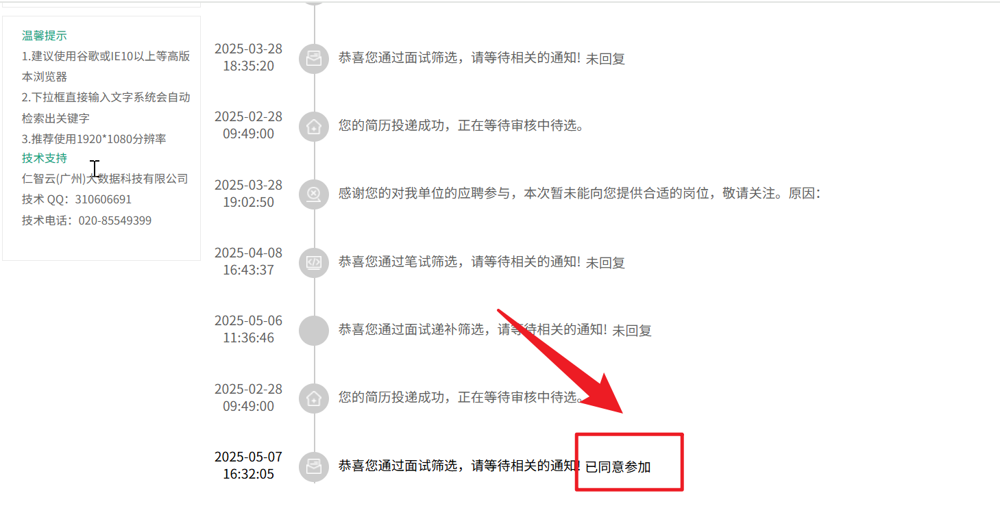 温馨提示
1.建议使用谷歌或IE10以上等高版
本浏览器
2.下拉框直接输入文字系统会自动
检索出关键字
3.推荐使用1920*1080分辨率
技术支持
仁智云(广州)大数据科技有限公司
技术 QQ：310606691
技术电话：020-85549399
2025-03-28
18:35:20
恭喜您通过面试筛选，请等待相关的通知! 未回复
2025-02-28
09:49:00
您的简历投递成功，正在等待审核中待选。
2025-03-28
19:02:50
感谢您的对我单位的应聘参与，本次暂未能向您提供合适的岗位，敬请关注。原因：
2025-04-08
16:43:37
恭喜您通过笔试筛选，请等待相关的通知! 未回复
2025-05-06
11:36:46
恭喜您通过面试递补筛选，请等待相关的通知! 未回复
2025-02-28
09:49:00
您的简历投递成功，正在等待审核中待选。
2025-05-07
16:32:05
恭喜您通过面试筛选，请等待相关的通知! 已同意参加